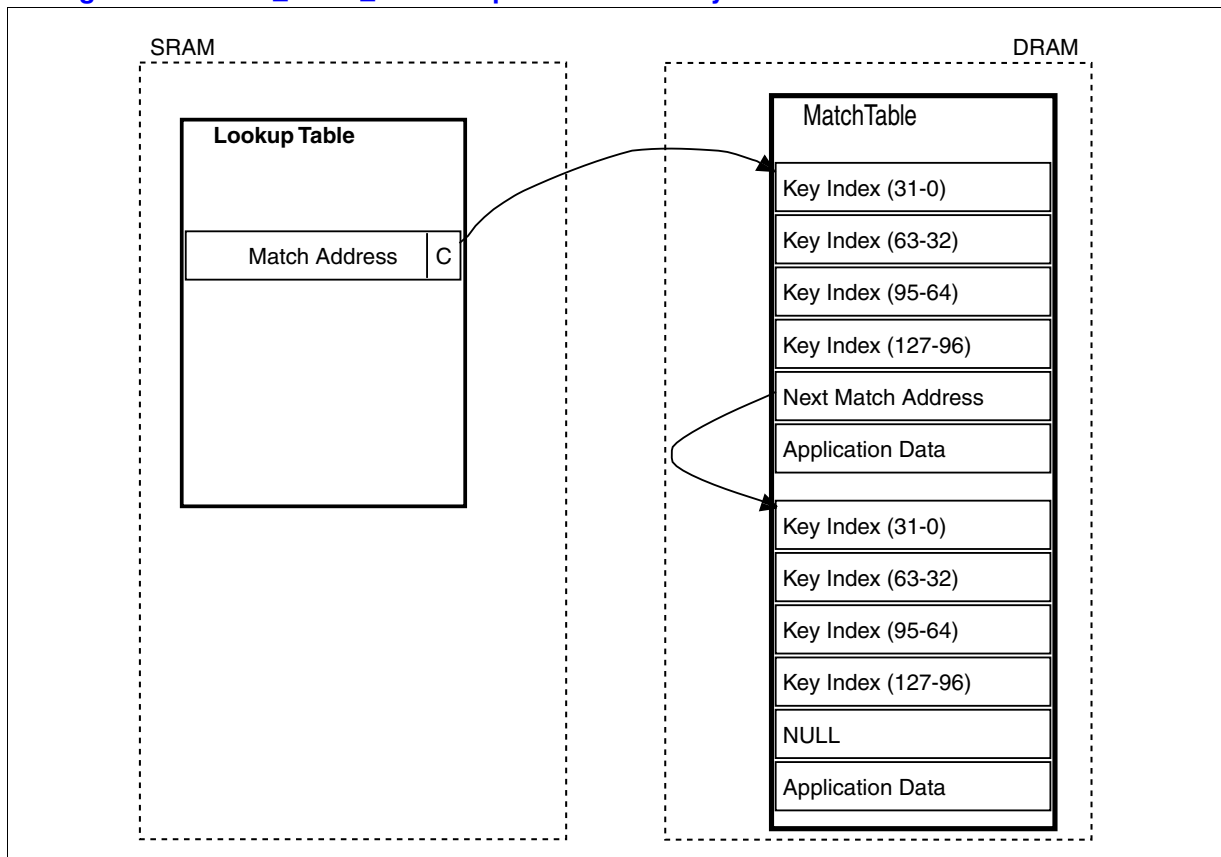 SRAM
DRAM
Lookup Table
Match Address C
MatchTable
Key Index (31-0)
Key Index (63-32)
Key Index (95-64)
Key Index (127-96)
Next Match Address
Application Data
Key Index (31-0)
Key Index (63-32)
Key Index (95-64)
Key Index (127-96)
NULL
Application Data